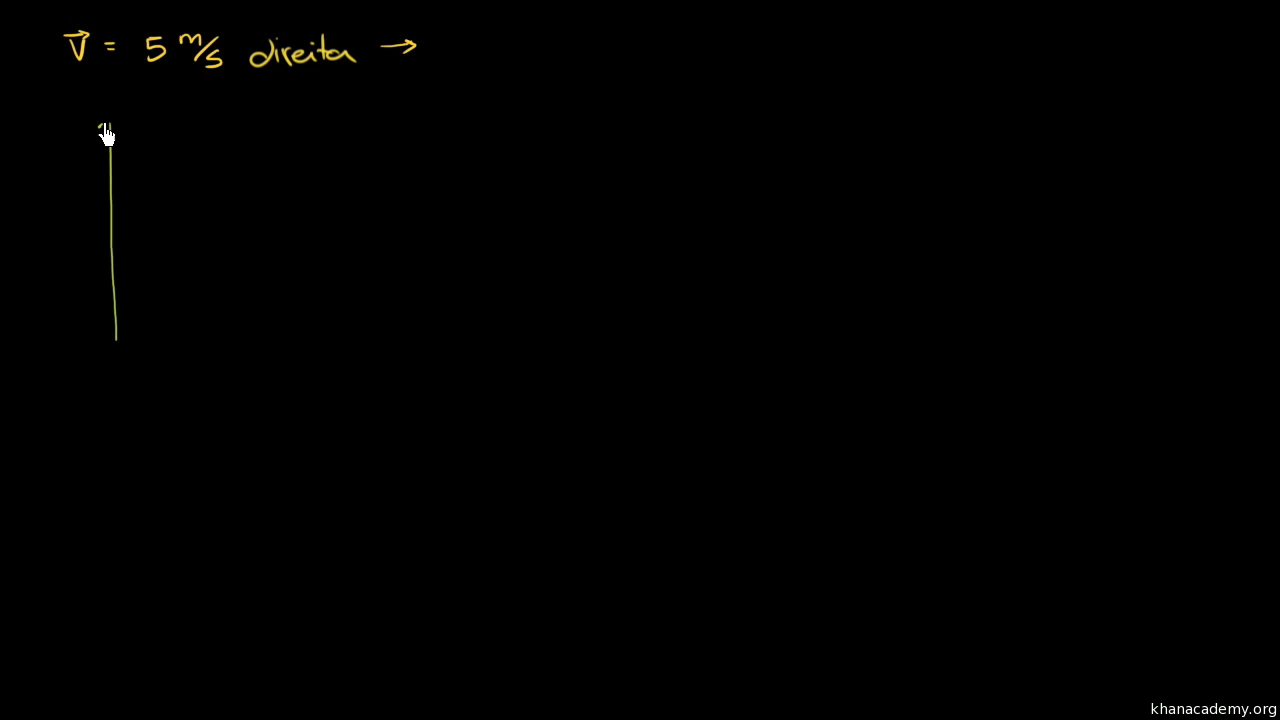 V⃗ = 5 m/s direita →
khanacademy.org